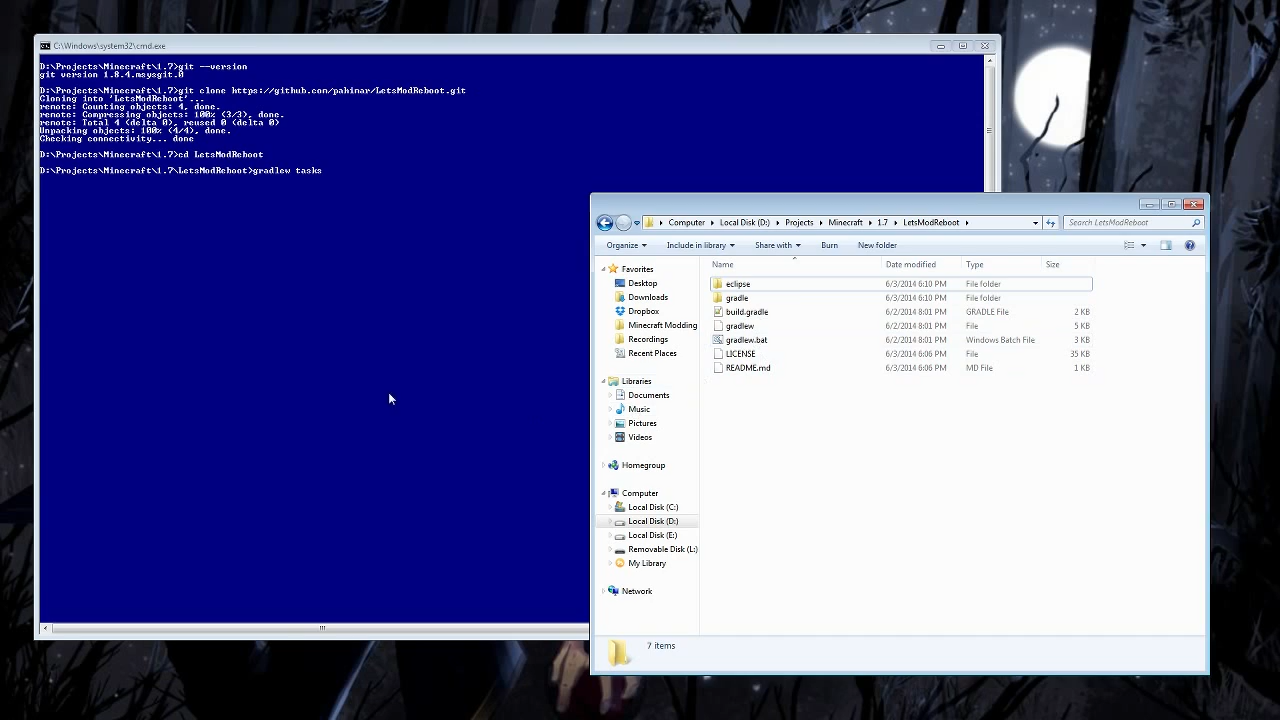 C:\Windows\system32\cmd.exe
D:\Projects\Minecraft\1.7>git --version
git version 1.8.4.msysgit.0
D:\Projects\Minecraft\1.7>git clone https://github.com/pahimar/LetsModReboot.git
Cloning into 'LetsModReboot'...
remote: Counting objects: 4, done.
remote: Compressing objects: 100% (3/3), done.
remote: Total 4 (delta 0), reused 0 (delta 0)
Unpacking objects: 100% (4/4), done.
Checking connectivity... done
D:\Projects\Minecraft\1.7>cd LetsModReboot
D:\Projects\Minecraft\1.7\LetsModReboot>gradlew tasks
Computer Local Disk (D:) Projects Minecraft 1.7 LetsModReboot Search LetsModReboot
Organize Include in library Share with Burn New folder
Name Date modified Type Size
Favorites
Desktop
Downloads
Dropbox
Minecraft Modding
Recordings
Recent Places
Libraries
Documents
Music
Pictures
Videos
Homegroup
Computer
Local Disk (C:)
Local Disk (D:)
Local Disk (E:)
Removable Disk (L:)
My Library
Network
eclipse 6/3/2014 6:10 PM File folder
gradle 6/3/2014 6:10 PM File folder
build.gradle 6/2/2014 8:01 PM GRADLE File 2 KB
gradlew 6/2/2014 8:01 PM File 5 KB
gradlew.bat 6/2/2014 8:01 PM Windows Batch File 3 KB
LICENSE 6/3/2014 6:06 PM File 35 KB
README.md 6/3/2014 6:06 PM MD File 1 KB
7 items